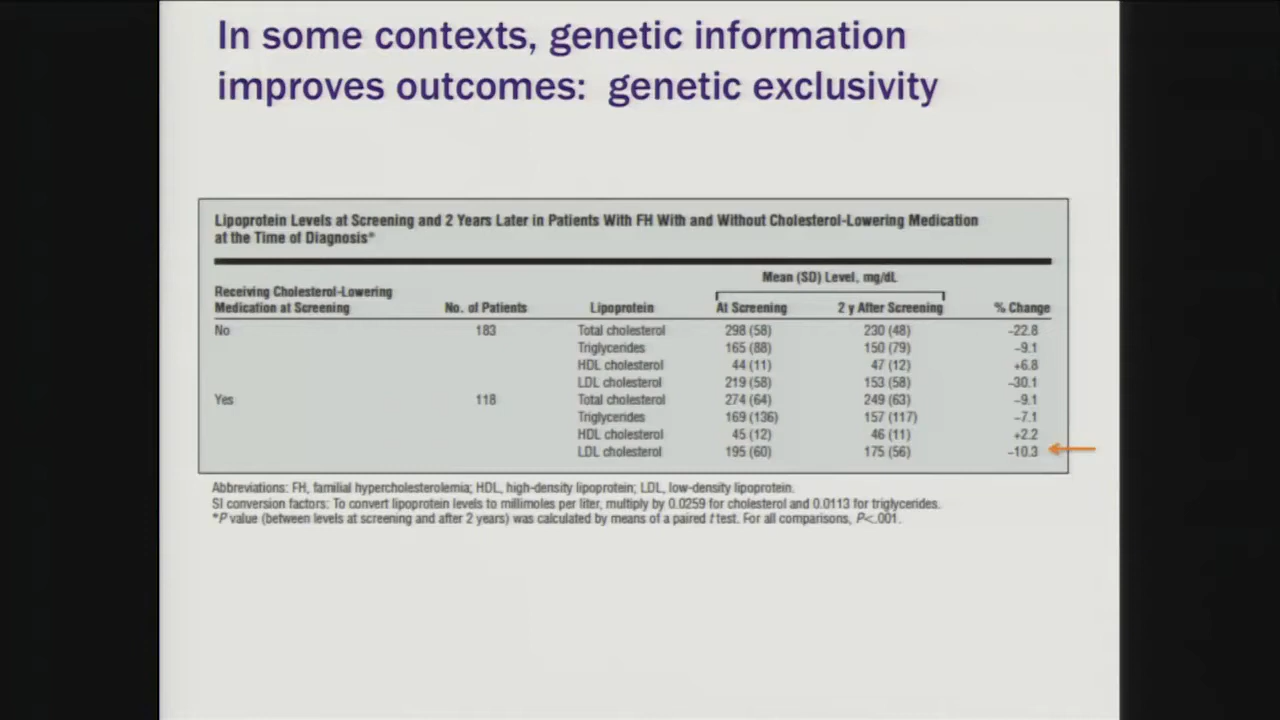 In some contexts, genetic information
improves outcomes: genetic exclusivity
Lipoprotein Levels at Screening and 2 Years Later in Patients With FH With and Without Cholesterol-Lowering Medication
at the Time of Diagnosis*
Mean (SD) Level, mg/dL
Receiving Cholesterol-Lowering
Medication at Screening No. of Patients Lipoprotein At Screening 2 y After Screening % Change
No 183 Total cholesterol 298 (58) 230 (48) -22.8
Triglycerides 165 (88) 150 (79) -9.1
HDL cholesterol 44 (11) 47 (12) +6.8
LDL cholesterol 219 (58) 153 (58) -30.1
Yes 118 Total cholesterol 274 (64) 249 (63) -9.1
Triglycerides 169 (136) 157 (117) -7.1
HDL cholesterol 45 (12) 46 (11) +2.2
LDL cholesterol 195 (60) 175 (56) -10.3
Abbreviations: FH, familial hypercholesterolemia; HDL, high-density lipoprotein; LDL, low-density lipoprotein.
SI conversion factors: To convert lipoprotein levels to millimoles per liter, multiply by 0.0259 for cholesterol and 0.0113 for triglycerides.
*P value (between levels at screening and after 2 years) was calculated by means of a paired t test. For all comparisons, P<.001.